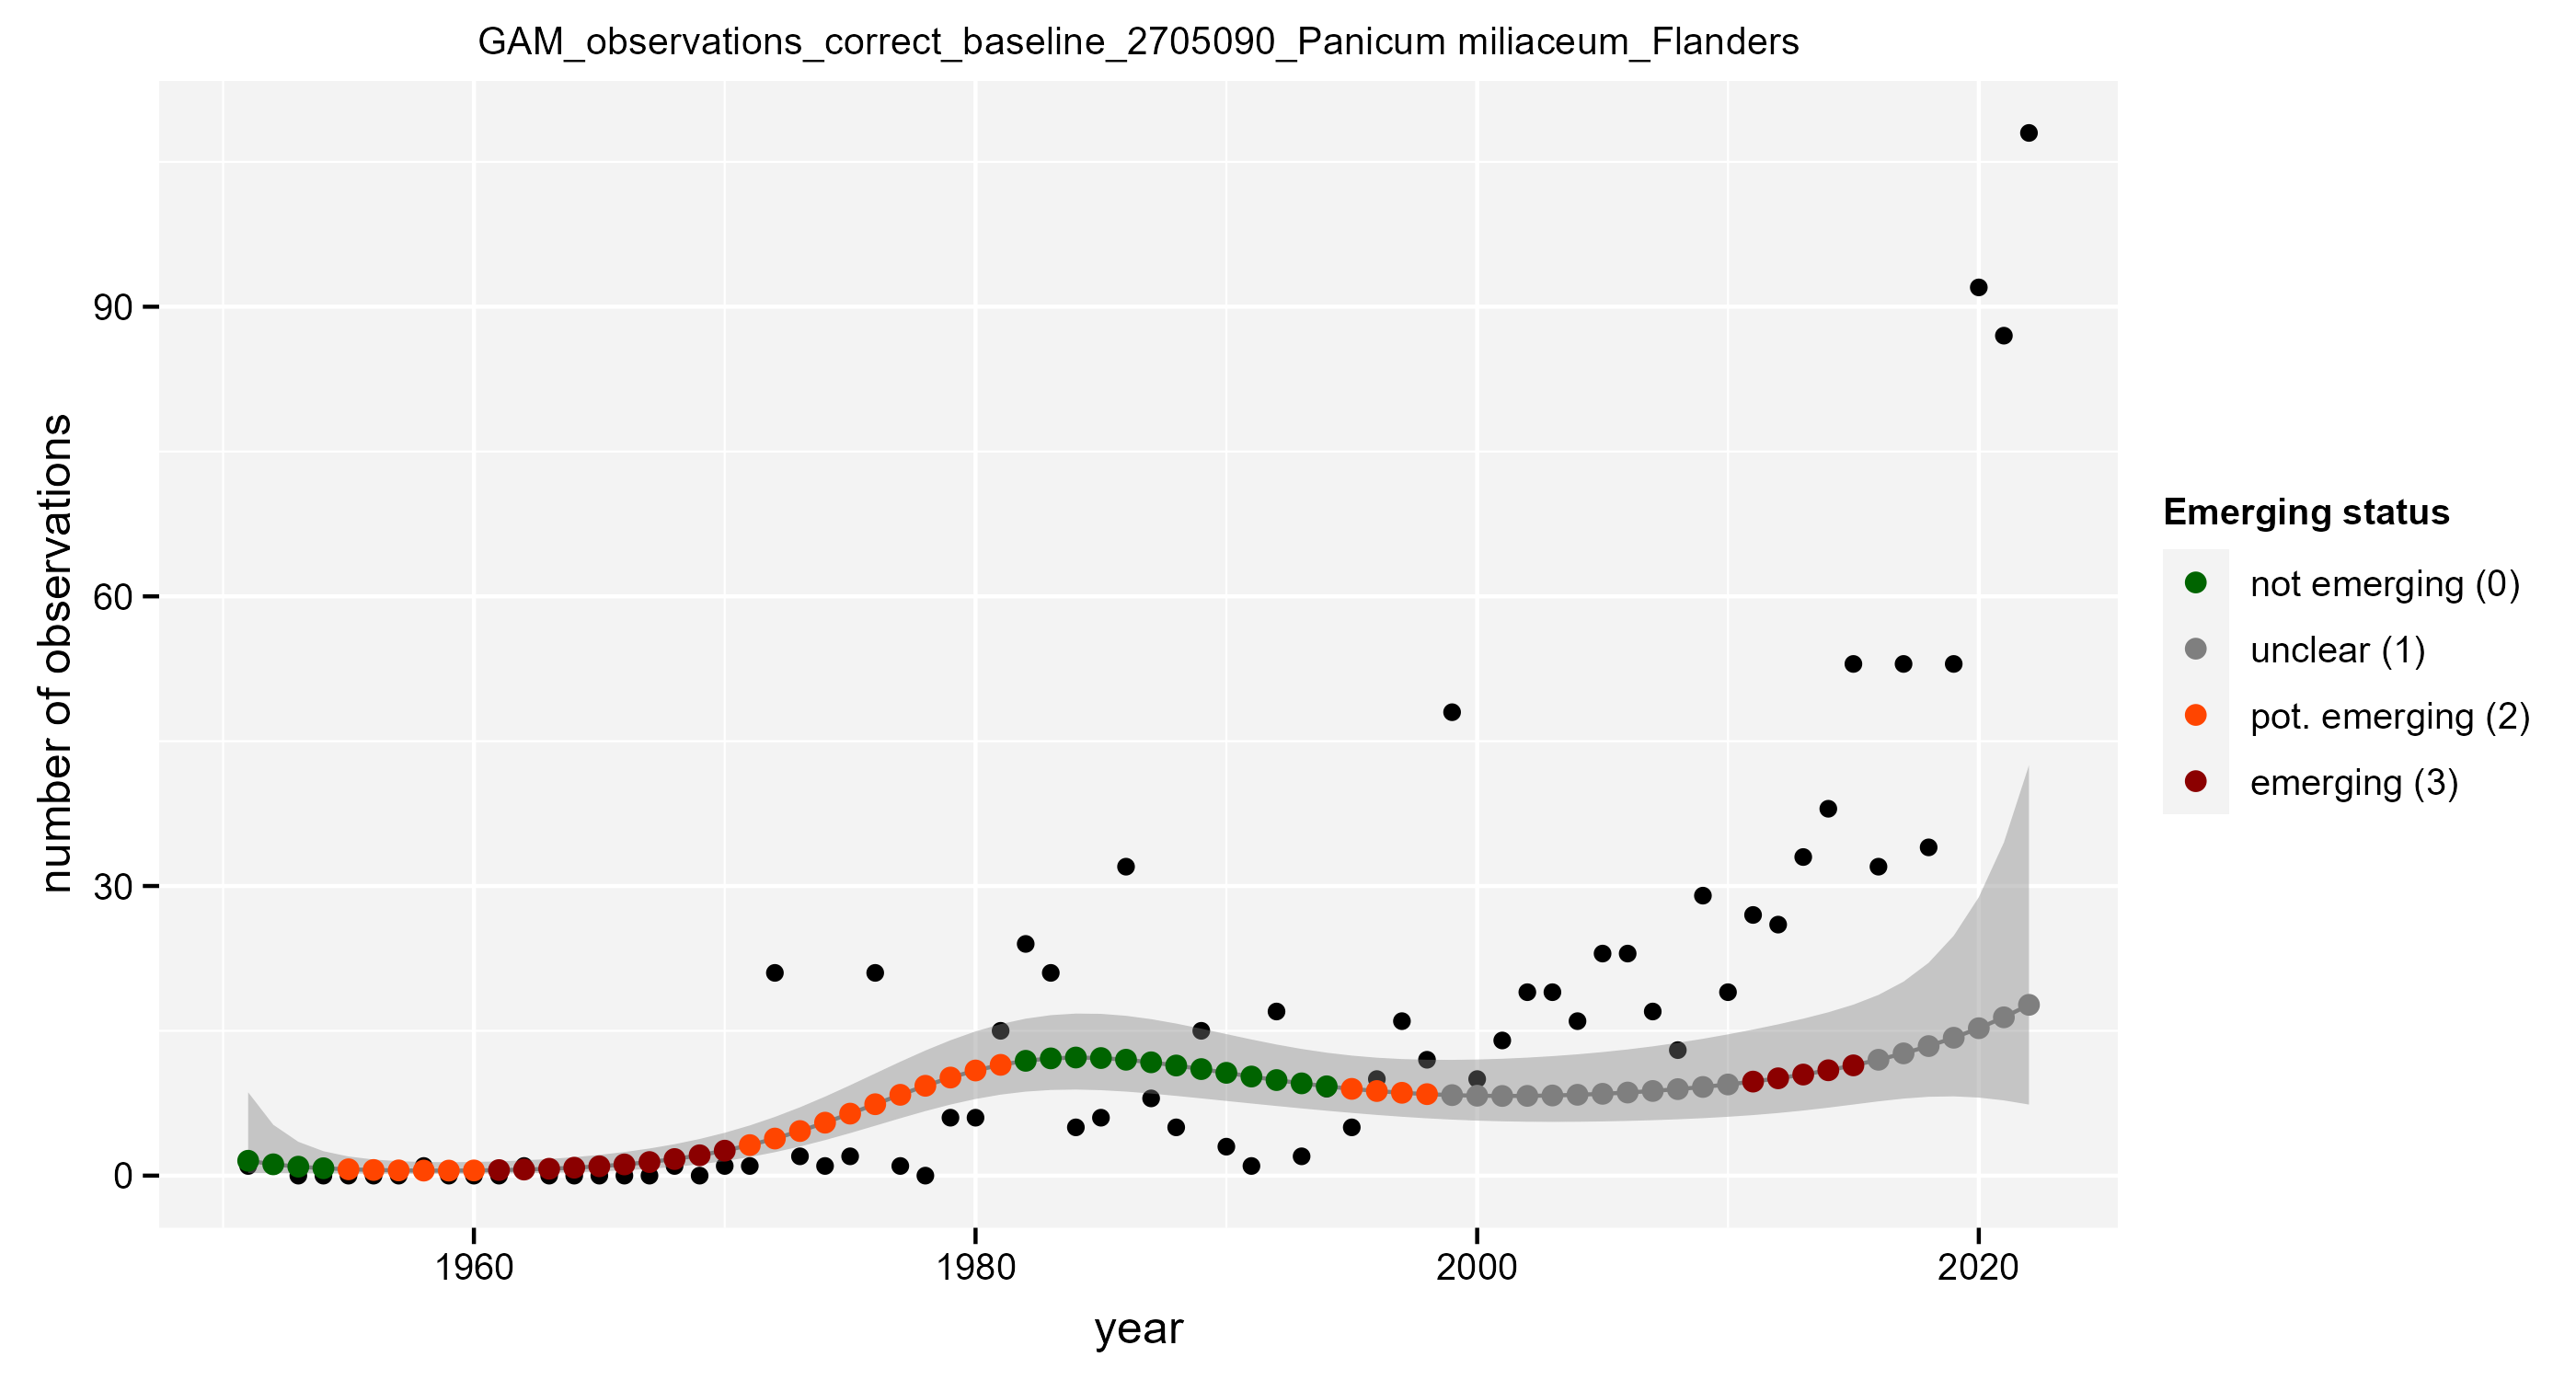 GAM_observations_correct_baseline_2705090_Panicum miliaceum_Flanders
number of observations
90
60
30
0
1960
1980
2000
2020
year
Emerging status
not emerging (0)
unclear (1)
pot. emerging (2)
emerging (3)